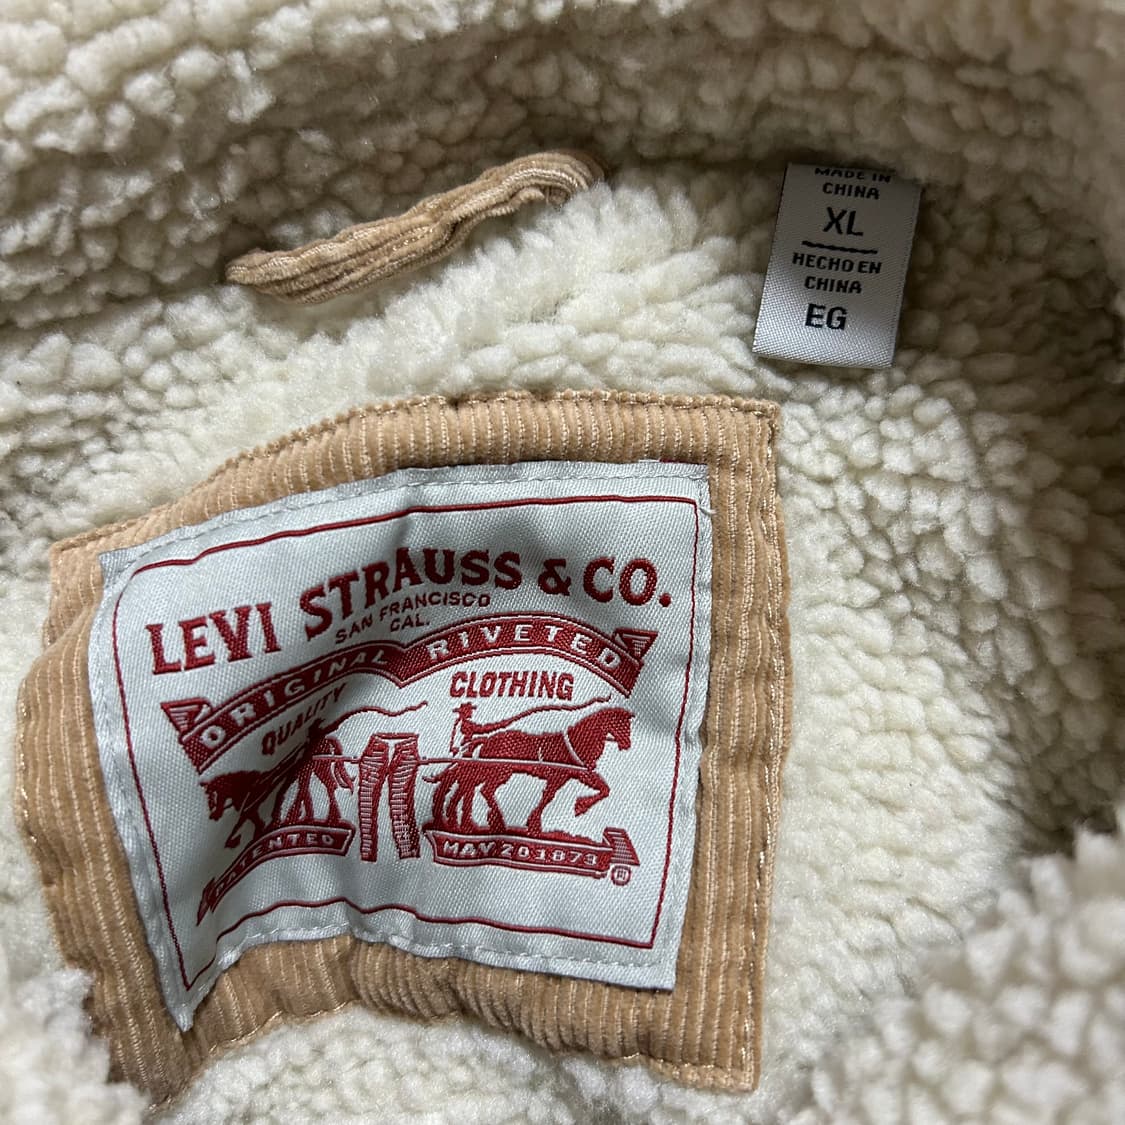 MADE IN
CHINA
XL
HECHO EN
CHINA
EG
LEVI STRAUSS & CO.
SAN FRANCISCO
CAL.
ORIGINAL RIVETED
QUALITY CLOTHING
PATENTED MAY 20 1873
®